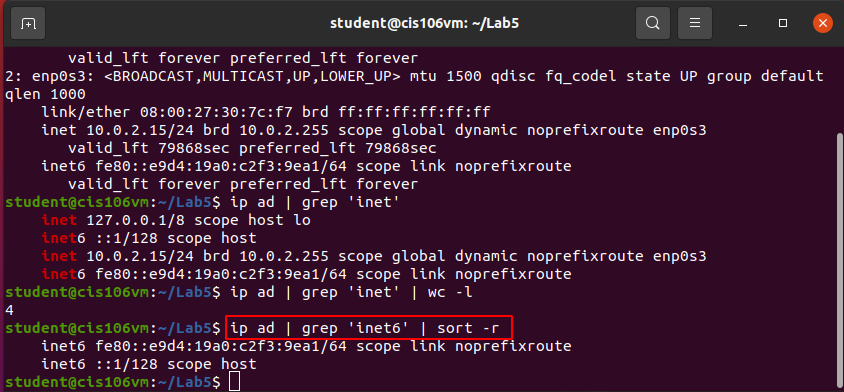 student@cis106vm: ~/Lab5
valid_lft forever preferred_lft forever
2: enp0s3: <BROADCAST,MULTICAST,UP,LOWER_UP> mtu 1500 qdisc fq_codel state UP group default
qlen 1000
link/ether 08:00:27:30:7c:f7 brd ff:ff:ff:ff:ff:ff
inet 10.0.2.15/24 brd 10.0.2.255 scope global dynamic noprefixroute enp0s3
valid_lft 79868sec preferred_lft 79868sec
inet6 fe80::e9d4:19a0:c2f3:9ea1/64 scope link noprefixroute
valid_lft forever preferred_lft forever
student@cis106vm:~/Lab5$ ip ad | grep 'inet'
inet 127.0.0.1/8 scope host lo
inet6 ::1/128 scope host
inet 10.0.2.15/24 brd 10.0.2.255 scope global dynamic noprefixroute enp0s3
inet6 fe80::e9d4:19a0:c2f3:9ea1/64 scope link noprefixroute
student@cis106vm:~/Lab5$ ip ad | grep 'inet' | wc -l
4
student@cis106vm:~/Lab5$ ip ad | grep 'inet6' | sort -r
inet6 fe80::e9d4:19a0:c2f3:9ea1/64 scope link noprefixroute
inet6 ::1/128 scope host
student@cis106vm:~/Lab5$